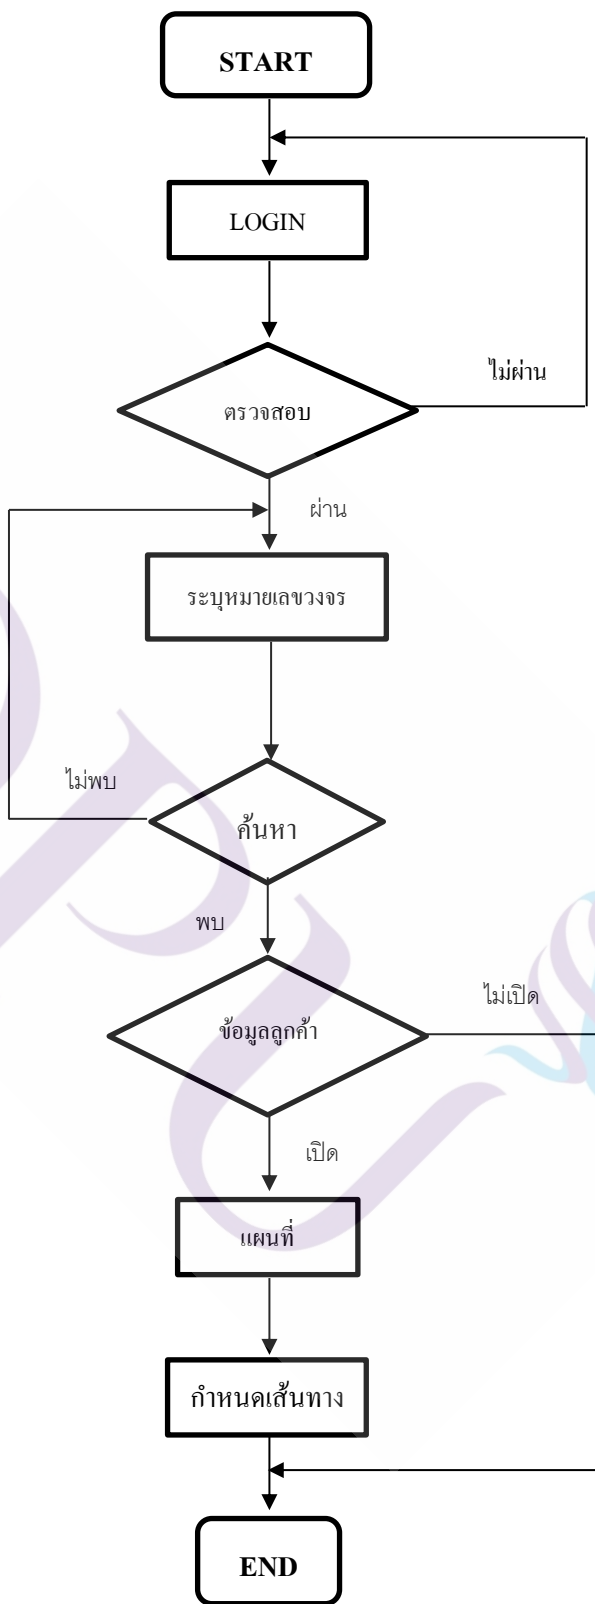 START
LOGIN
ไม่ผ่าน
ตรวจสอบ
ผ่าน
ระบุหมายเลขวงจร
ไม่พบ
ค้นหา
พบ
ไม่เปิด
ข้อมูลลูกค้า
เปิด
แผนที่
กำหนดเส้นทาง
END